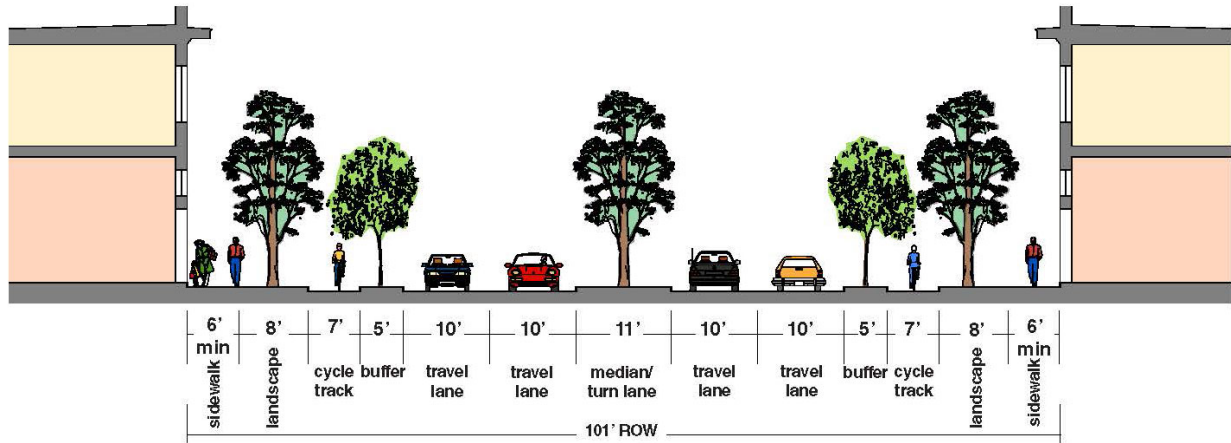 6’ 8’ 7’ 5’ 10’ 10’ 11’ 10’ 10’ 5’ 7’ 8’ 6’
min min
sidewalk
landscape
cycle
track
buffer
travel
lane
travel
lane
median/
turn lane
travel
lane
travel
lane
buffer
cycle
track
landscape
sidewalk
101’ ROW